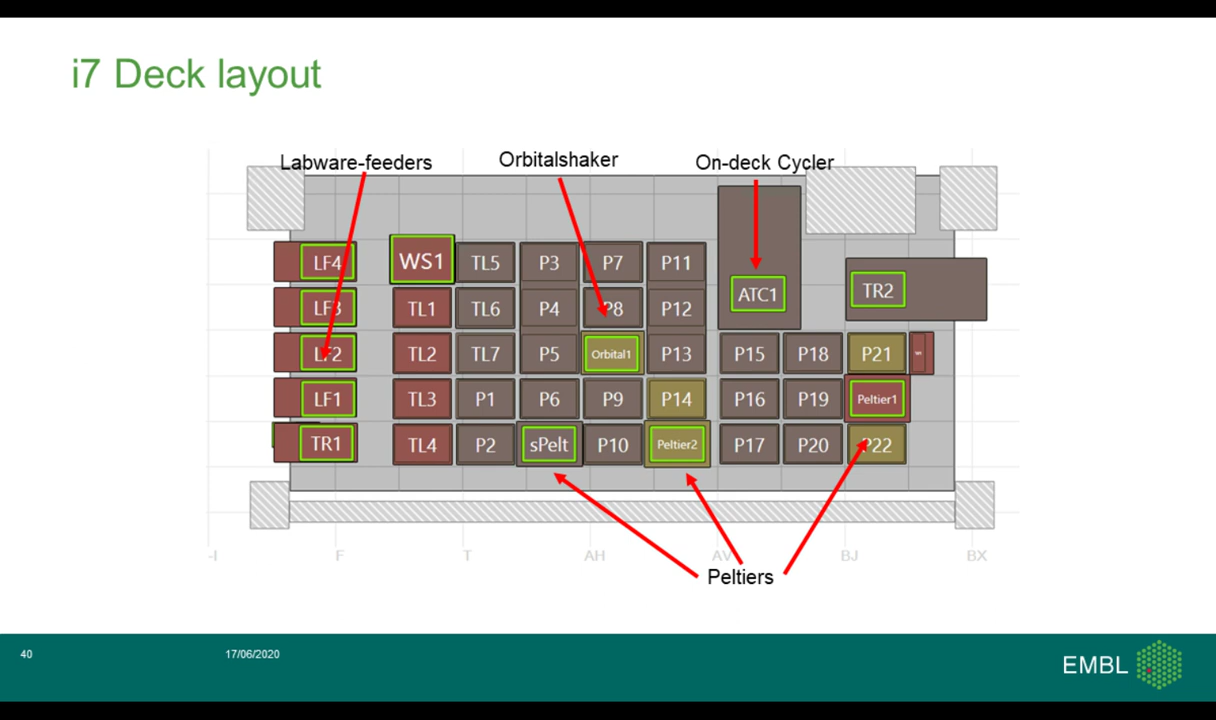 i7 Deck layout
Labware-feeders
Orbitalshaker
On-deck Cycler
LF4 WS1 TL5 P3 P7 P11
ATC1 TR2
LF3 TL1 TL6 P4 P8 P12
LF2 TL2 TL7 P5 Orbital1 P13 P15 P18 P21
LF1 TL3 P1 P6 P9 P14 P16 P19 Peltier1
TR1 TL4 P2 sPelt P10 Peltier2 P17 P20 P22
-I F T AH AV BJ BX
Peltiers
40
17/06/2020
EMBL